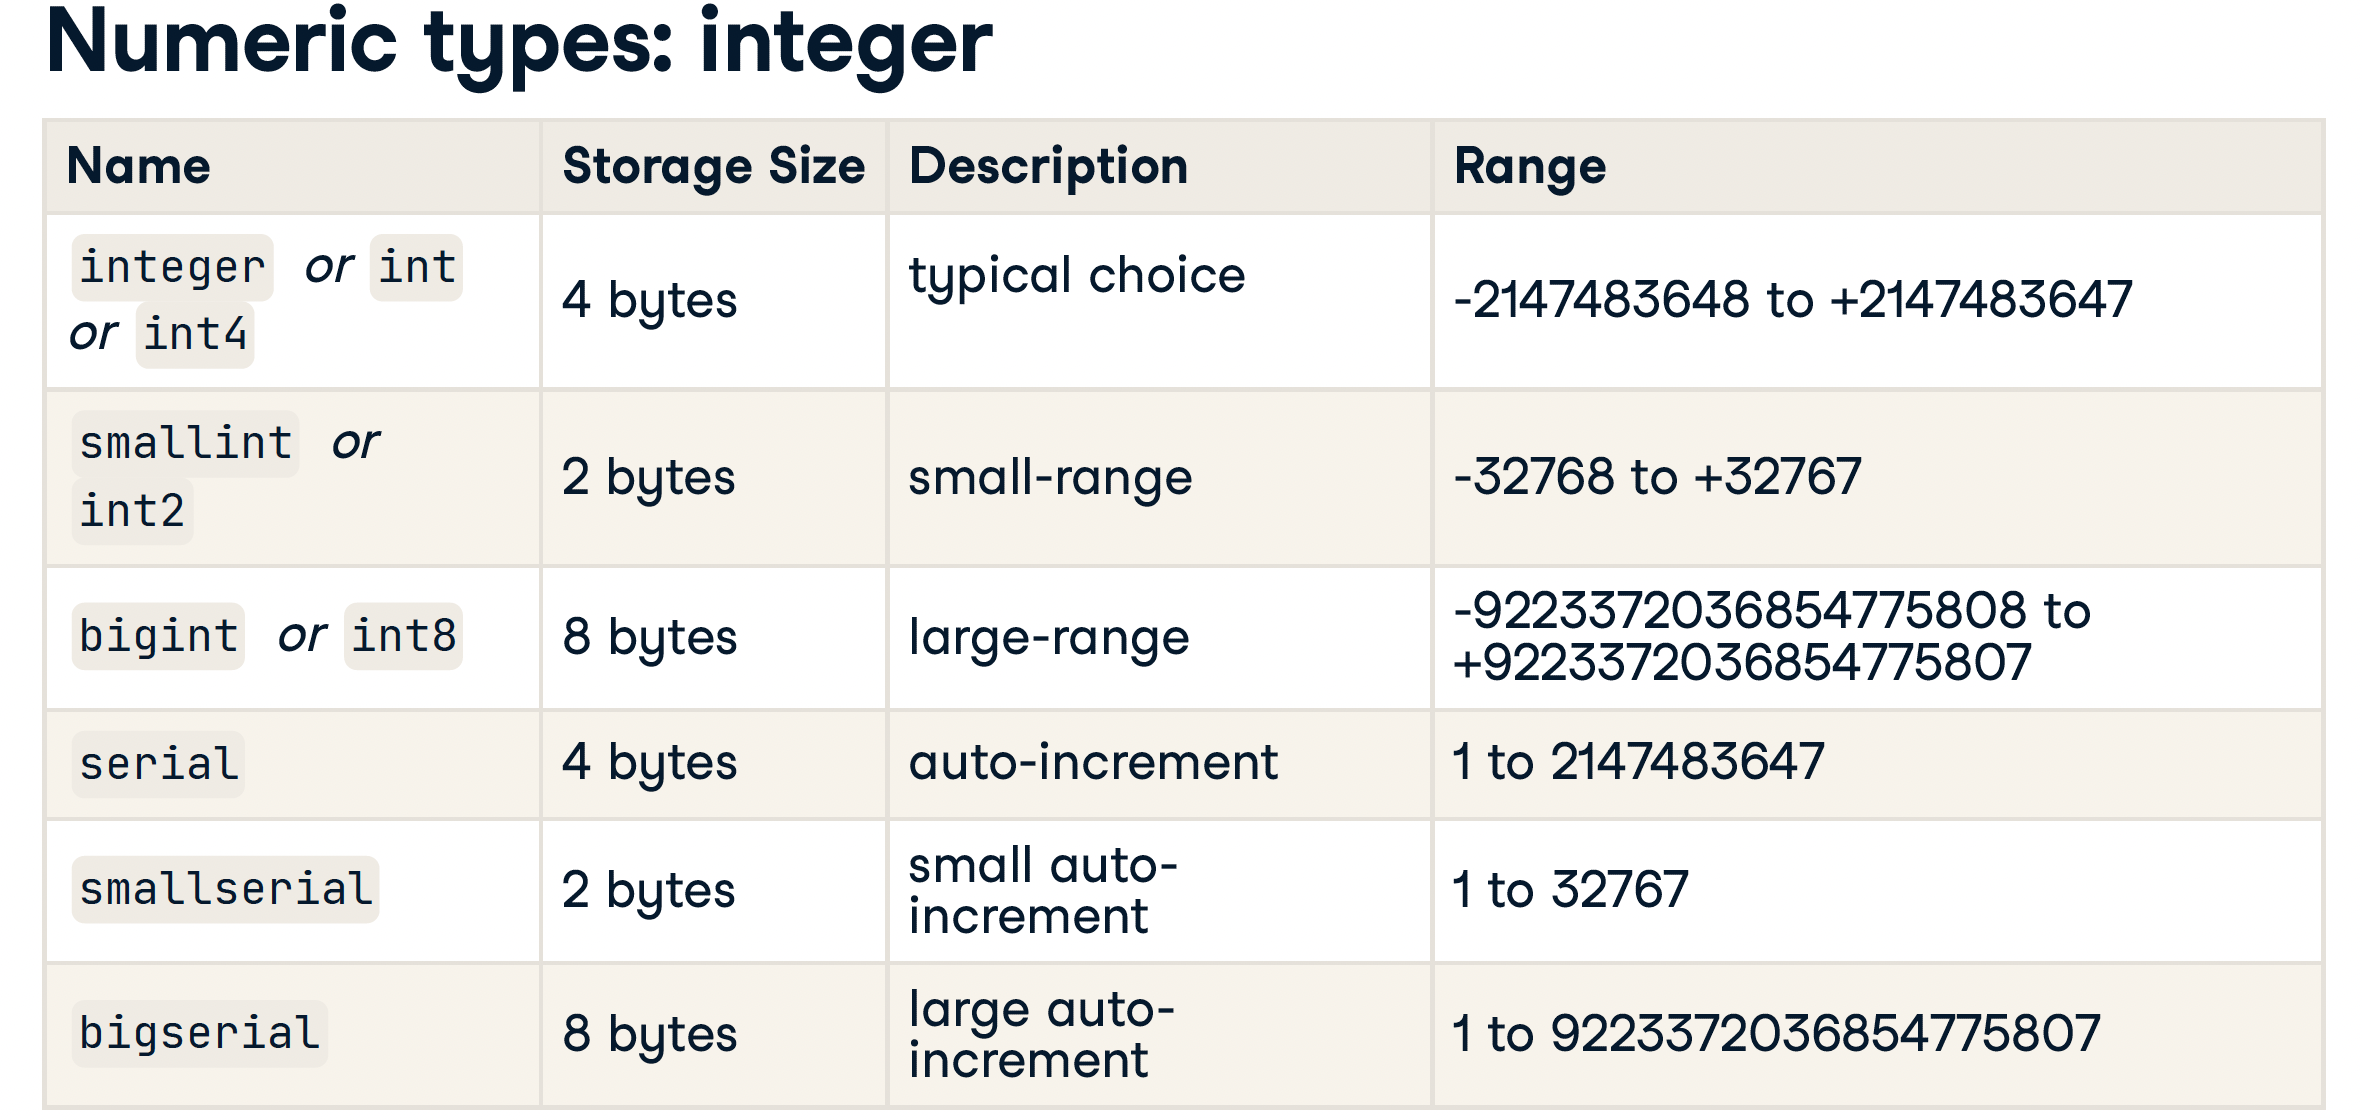 Numeric types: integer
Name Storage Size Description Range
integer or int
or int4
4 bytes
typical choice
-2147483648 to +2147483647
smallint or
int2
2 bytes
small-range
-32768 to +32767
bigint or int8
8 bytes
large-range
-9223372036854775808 to
+9223372036854775807
serial
4 bytes
auto-increment
1 to 2147483647
smallserial
2 bytes
small auto-
increment
1 to 32767
bigserial
8 bytes
large auto-
increment
1 to 9223372036854775807